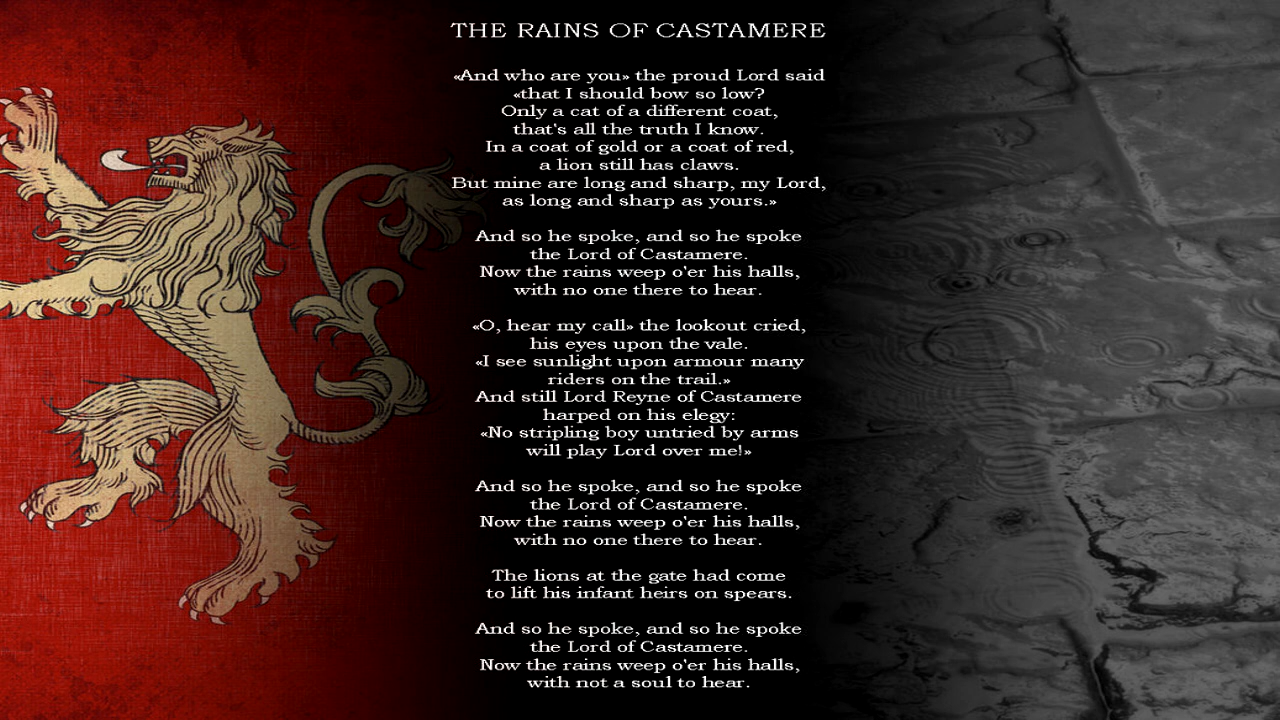 THE RAINS OF CASTAMERE
«And who are you» the proud Lord said
«that I should bow so low?
Only a cat of a different coat,
that's all the truth I know.
In a coat of gold or a coat of red,
a lion still has claws.
But mine are long and sharp, my Lord,
as long and sharp as yours.»
And so he spoke, and so he spoke
the Lord of Castamere.
Now the rains weep o'er his halls,
with no one there to hear.
«O, hear my call» the lookout cried,
his eyes upon the vale.
«I see sunlight upon armour many
riders on the trail.»
And still Lord Reyne of Castamere
harped on his elegy:
«No stripling boy untried by arms
will play Lord over me!»
And so he spoke, and so he spoke
the Lord of Castamere.
Now the rains weep o'er his halls,
with no one there to hear.
The lions at the gate had come
to lift his infant heirs on spears.
And so he spoke, and so he spoke
the Lord of Castamere.
Now the rains weep o'er his halls,
with not a soul to hear.